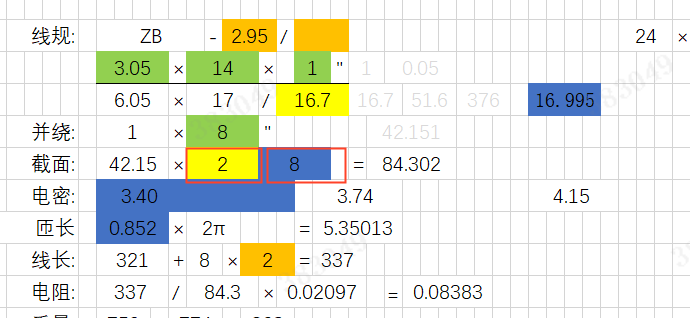 线规: ZB - 2.95 / 24 ×
3.05 × 14 × 1 " 1 0.05
6.05 × 17 / 16.7 16.7 51.6 376 16.995
并绕: 1 × 8 " 42.151
截面: 42.15 × 2 8 = 84.302
电密: 3.40 3.74 4.15
匝长 0.852 × 2π = 5.35013
线长: 321 + 8 × 2 = 337
电阻: 337 / 84.3 × 0.02097 = 0.08383